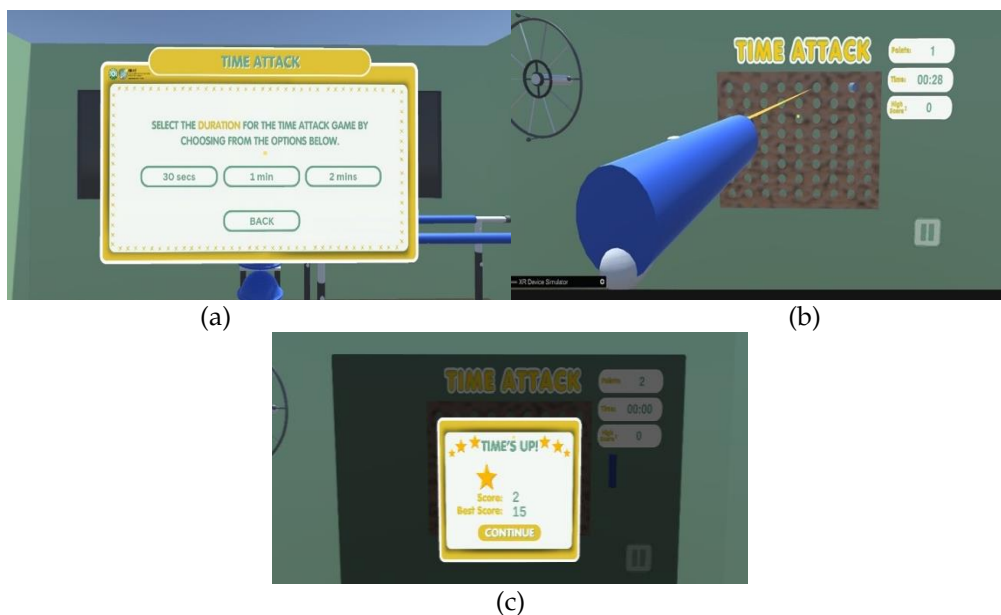 TIME ATTACK
SELECT THE DURATION FOR THE TIME ATTACK GAME BY
CHOOSING FROM THE OPTIONS BELOW.
30 secs 1 min 2 mins
BACK
(a)
TIME ATTACK
Points: 1
Time: 00:28
High Score: 0
XR Device Simulator
(b)
TIME ATTACK
Points: 2
Time: 00:00
High Score: 0
TIME'S UP!
Score: 2
Best Score: 15
CONTINUE
(c)